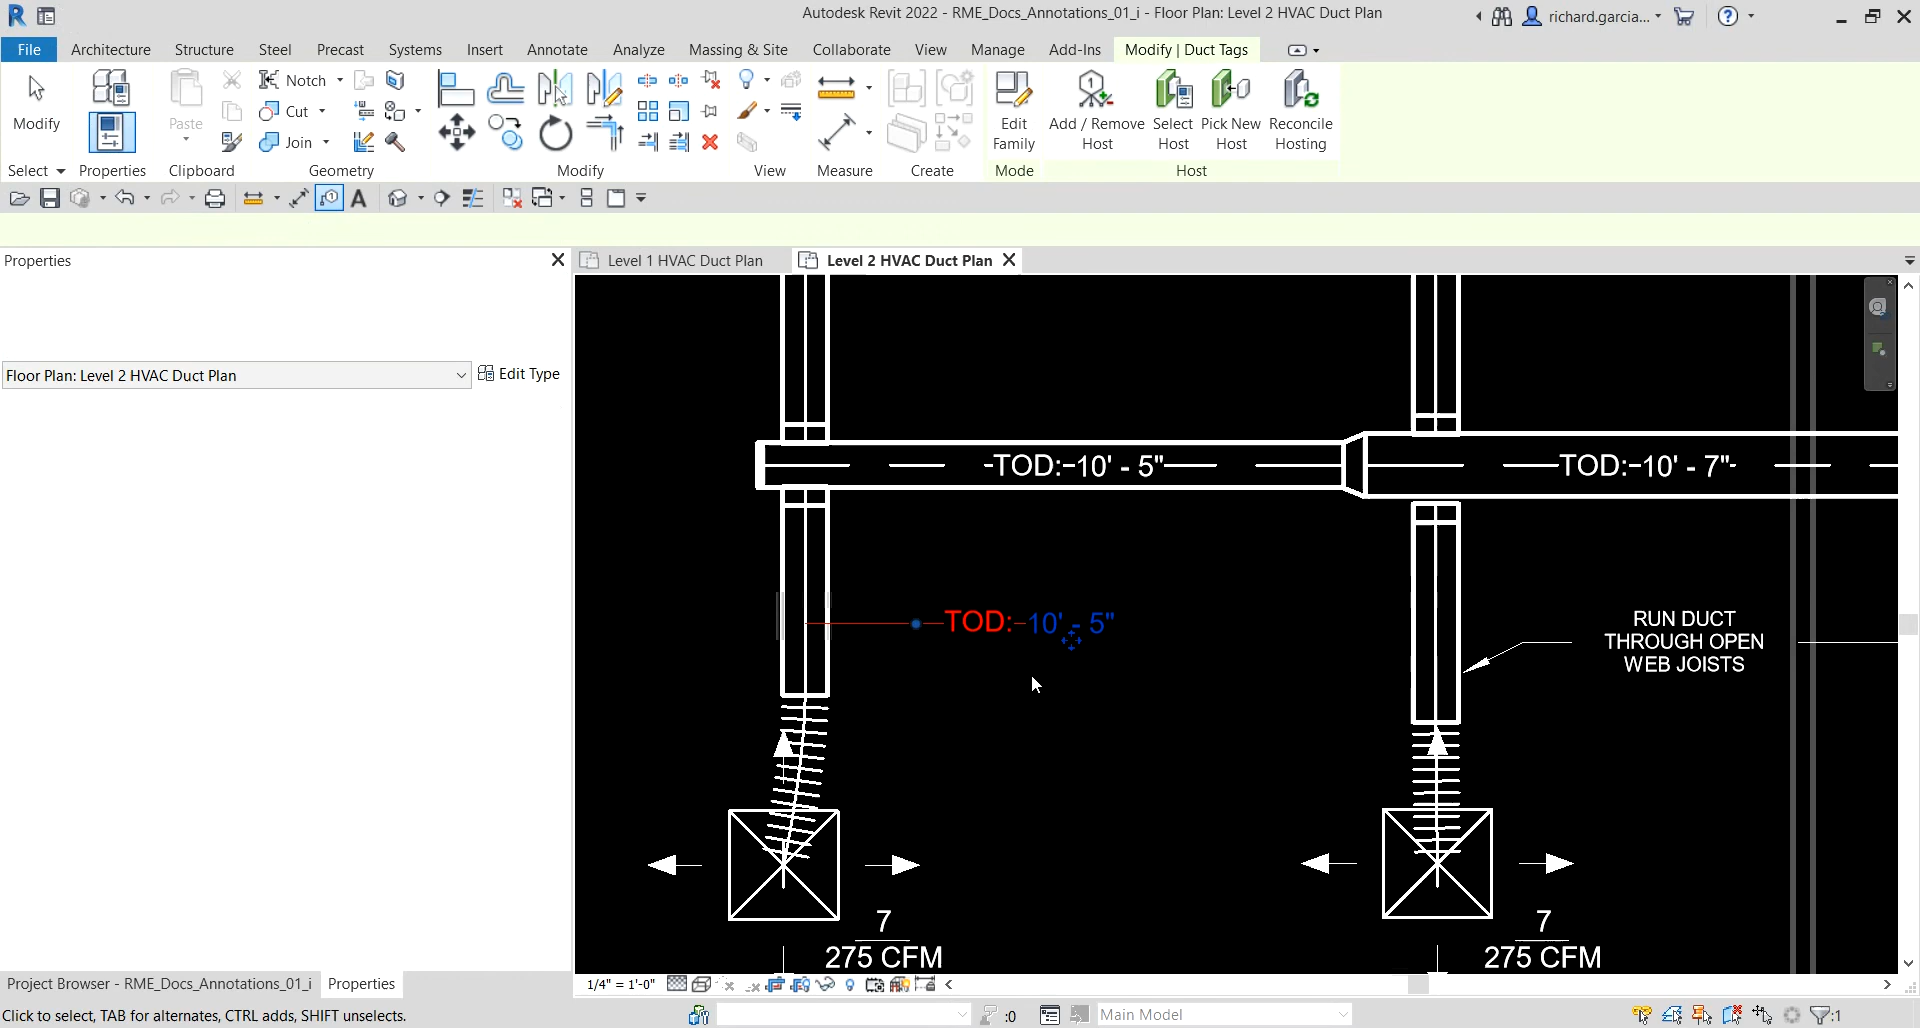 Autodesk Revit 2022 - RME_Docs_Annotations_01_i - Floor Plan: Level 2 HVAC Duct Plan
richard.garcia...
File Architecture Structure Steel Precast Systems Insert Annotate Analyze Massing & Site Collaborate View Manage Add-Ins Modify | Duct Tags
Modify Paste Notch Cut Join Edit Family Add / Remove Host Select Host Pick New Host Reconcile Hosting
Select Properties Clipboard Geometry Modify View Measure Create Mode Host
Properties
Level 1 HVAC Duct Plan
Level 2 HVAC Duct Plan
Floor Plan: Level 2 HVAC Duct Plan
Edit Type
TOD: 10' - 5"
TOD: 10' - 7"
TOD: 10' - 5"
RUN DUCT
THROUGH OPEN
WEB JOISTS
7
275 CFM
7
275 CFM
Project Browser - RME_Docs_Annotations_01_i
Properties
1/4" = 1'-0"
Click to select, TAB for alternates, CTRL adds, SHIFT unselects.
:0
Main Model
:1